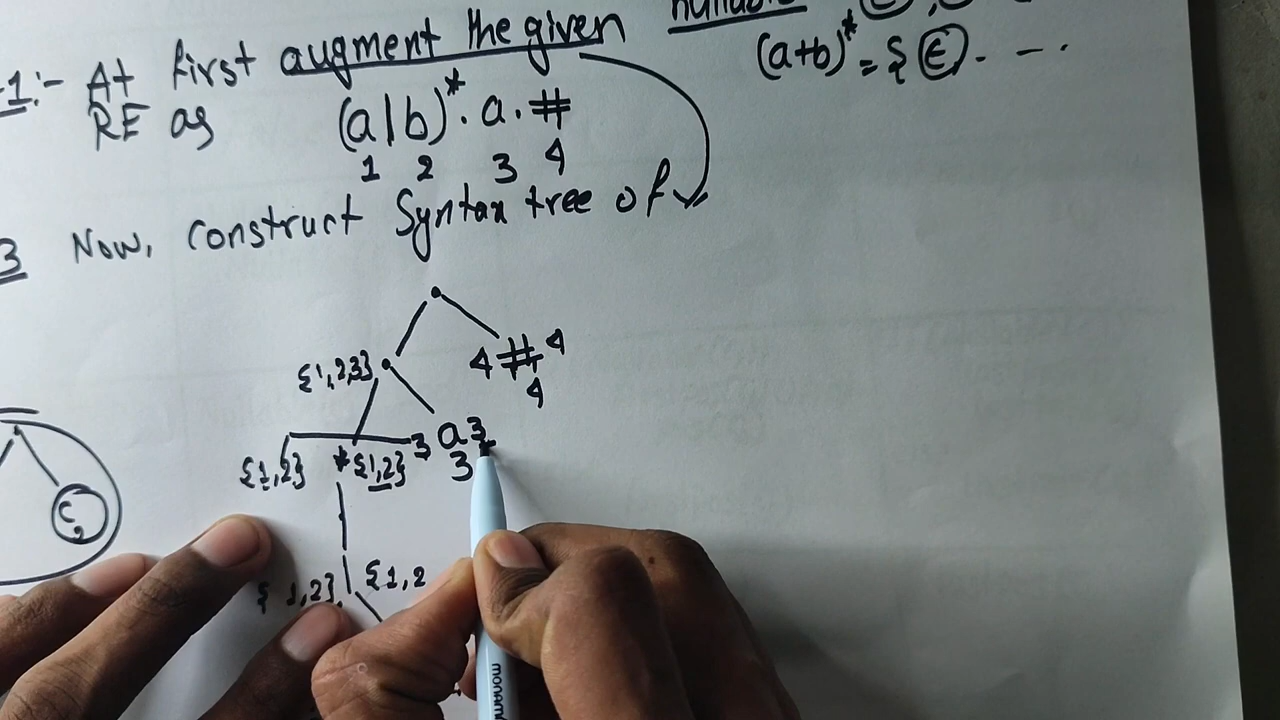 -1:- At first augment the given nullable
(a+b)* = {ϵ, - ---
RE as (a|b)*.a.#
1 2 3 4
3 Now, construct Syntax tree of
4 # 4
4
{1,2,3}
3 a 3
3
{1,2} * {1,2}
{1,2} {1,2
C
monami